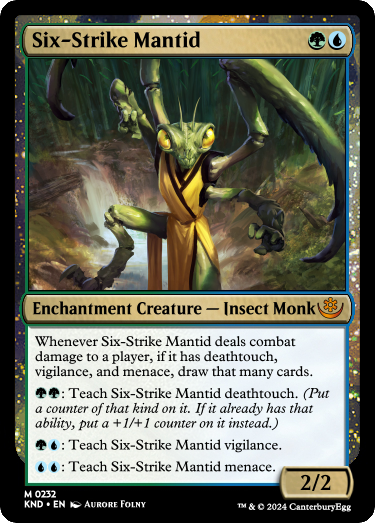 Six-Strike Mantid
Enchantment Creature — Insect Monk
Whenever Six-Strike Mantid deals combat
damage to a player, if it has deathtouch,
vigilance, and menace, draw that many cards.
: Teach Six-Strike Mantid deathtouch. (Put
a counter of that kind on it. If it already has that
ability, put a +1/+1 counter on it instead.)
: Teach Six-Strike Mantid vigilance.
: Teach Six-Strike Mantid menace.
2/2
M 0232
KND • EN Aurore Folny
™ & © 2024 CanterburyEgg